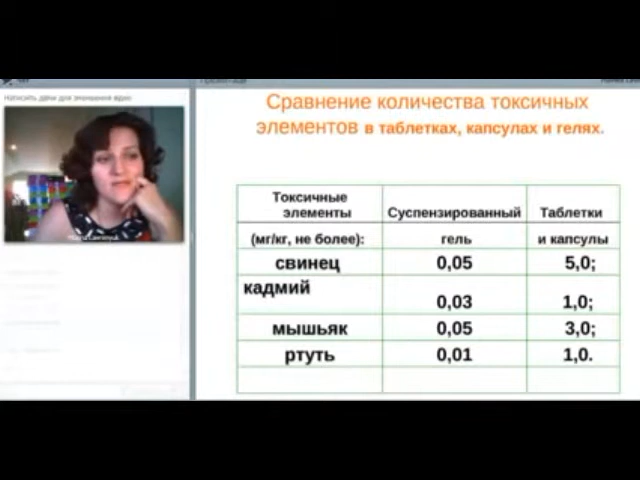 Сравнение количества токсичных
элементов в таблетках, капсулах и гелях.
Токсичные элементы
Суспензированный
Таблетки
(мг/кг, не более):
гель
и капсулы
свинец
0,05
5,0;
кадмий
0,03
1,0;
мышьяк
0,05
3,0;
ртуть
0,01
1,0.